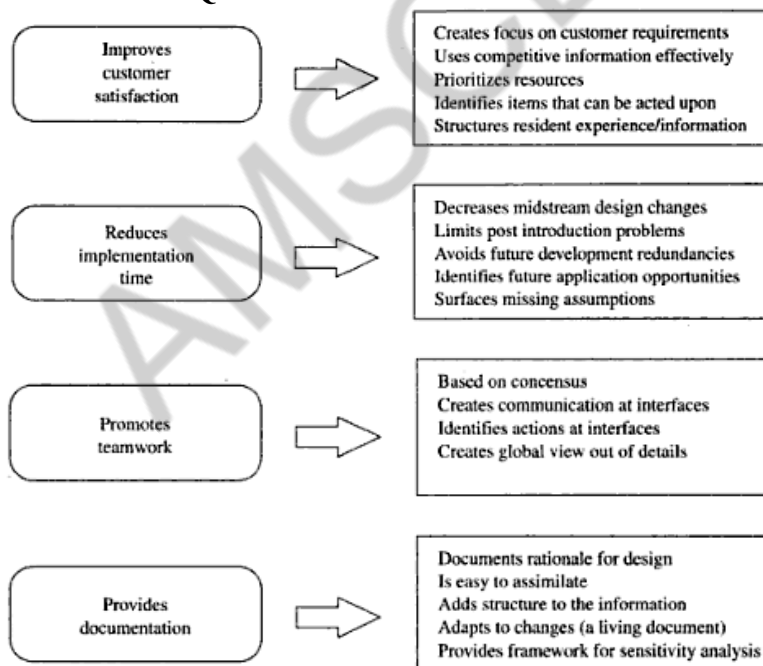 Improves
customer
satisfaction
Creates focus on customer requirements
Uses competitive information effectively
Prioritizes resources
Identifies items that can be acted upon
Structures resident experience/information
Reduces
implementation
time
Decreases midstream design changes
Limits post introduction problems
Avoids future development redundancies
Identifies future application opportunities
Surfaces missing assumptions
Promotes
teamwork
Based on concensus
Creates communication at interfaces
Identifies actions at interfaces
Creates global view out of details
Provides
documentation
Documents rationale for design
Is easy to assimilate
Adds structure to the information
Adapts to changes (a living document)
Provides framework for sensitivity analysis